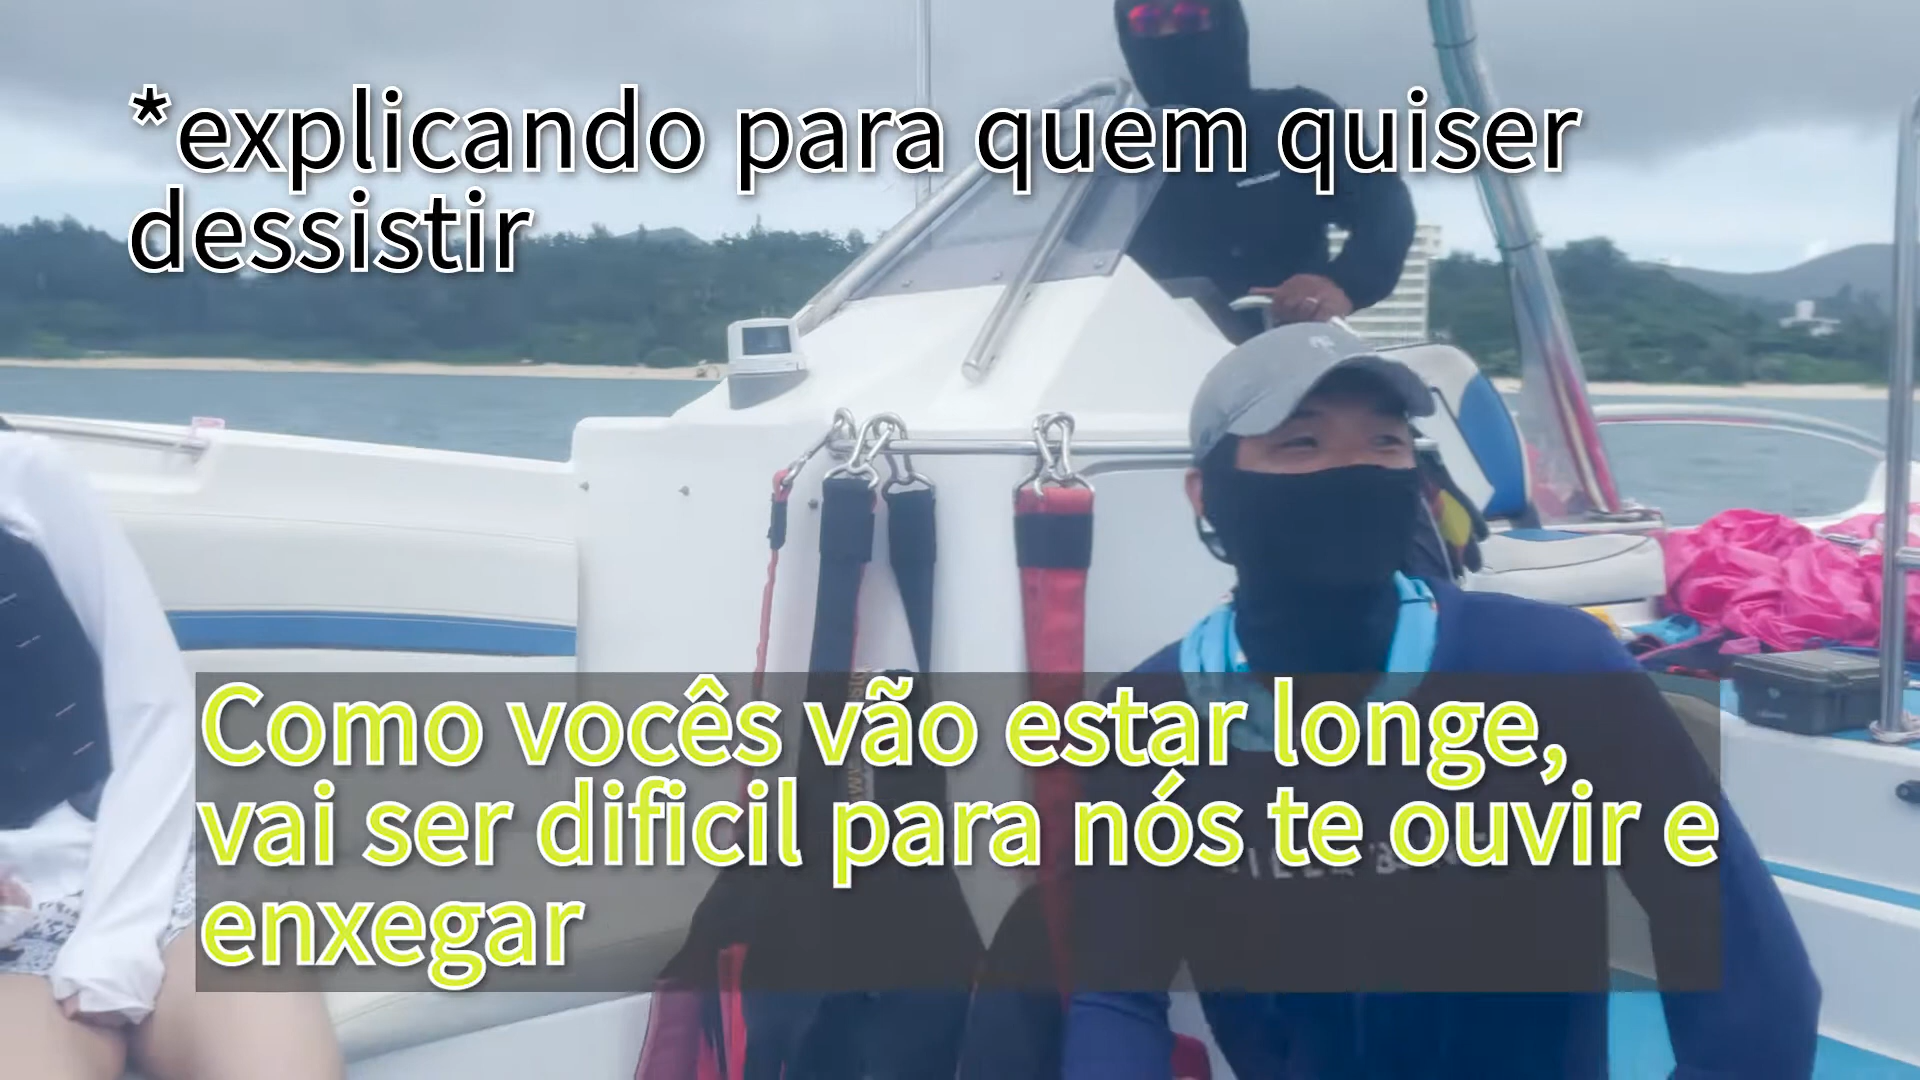 *explicando para quem quiser
dessistir
Como vocês vão estar longe,
vai ser dificil para nós te ouvir e
enxegar